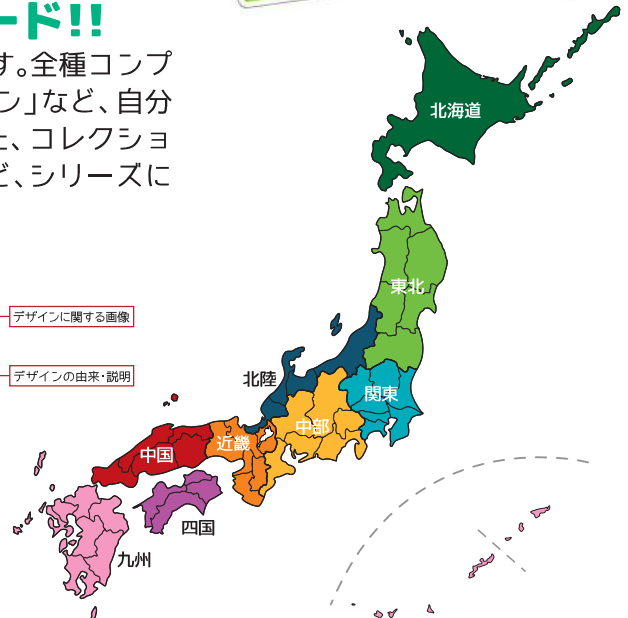 ード!!
す。全種コンプ
ン」など、自分
た、コレクショ
ど、シリーズに
北海道
東北
デザインに関する画像
デザインの由来・説明
北陸
関東
中部
近畿
中国
四国
九州